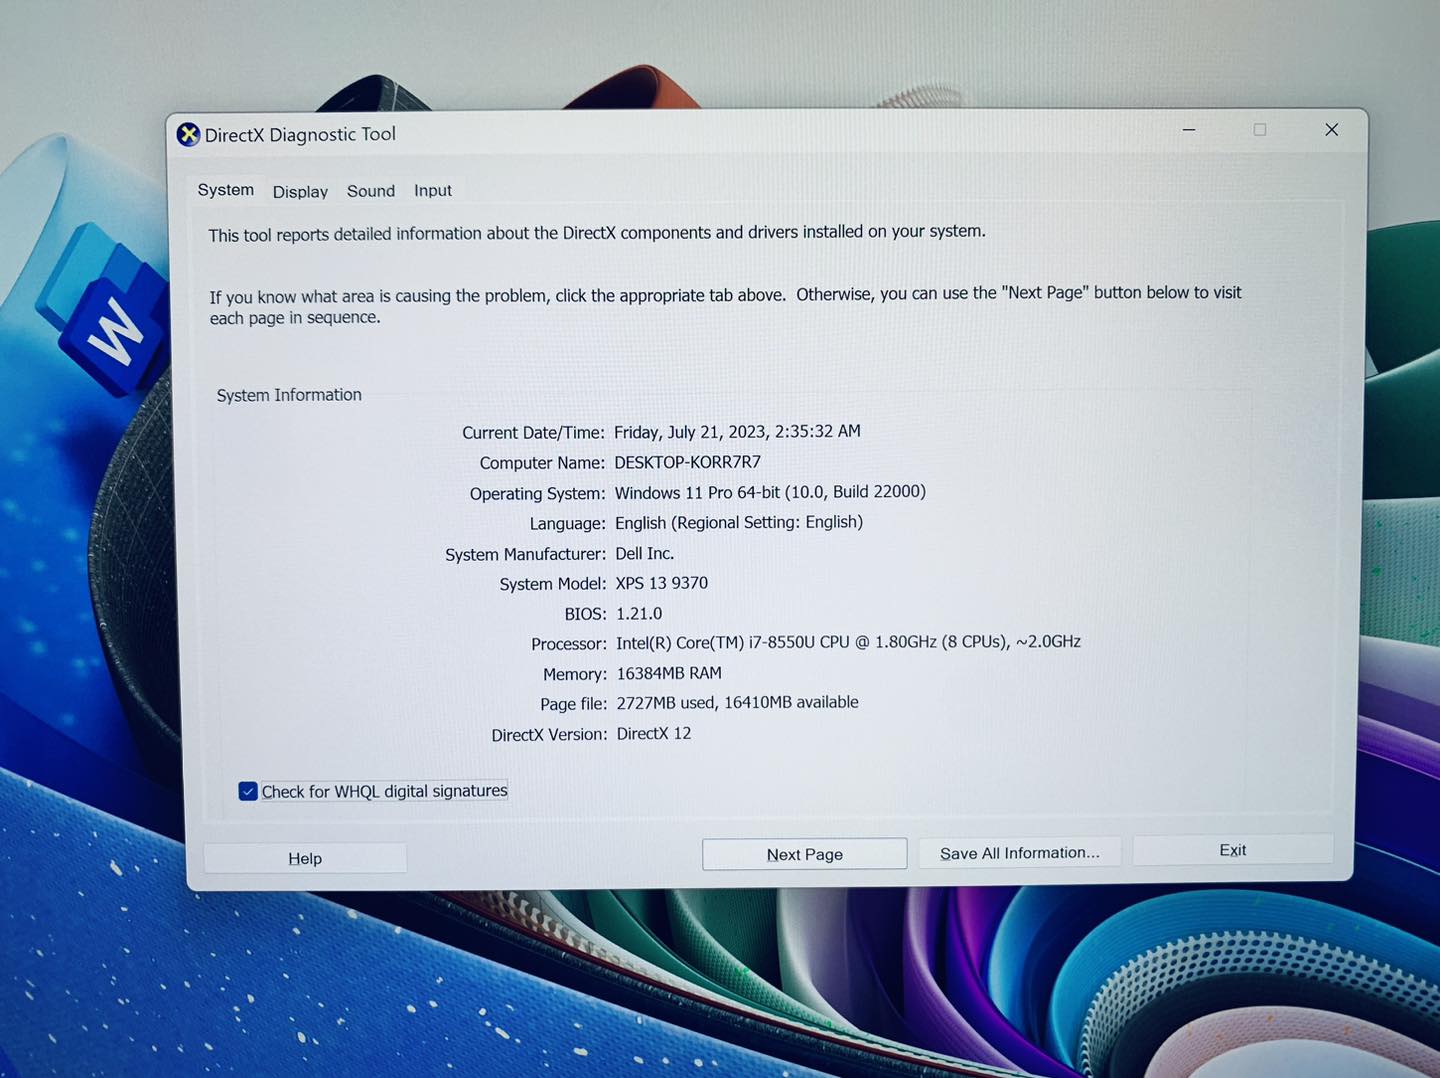 DirectX Diagnostic Tool
System Display Sound Input
This tool reports detailed information about the DirectX components and drivers installed on your system.
If you know what area is causing the problem, click the appropriate tab above.  Otherwise, you can use the "Next Page" button below to visit
each page in sequence.
System Information
Current Date/Time: Friday, July 21, 2023, 2:35:32 AM
Computer Name: DESKTOP-KORR7R7
Operating System: Windows 11 Pro 64-bit (10.0, Build 22000)
Language: English (Regional Setting: English)
System Manufacturer: Dell Inc.
System Model: XPS 13 9370
BIOS: 1.21.0
Processor: Intel(R) Core(TM) i7-8550U CPU @ 1.80GHz (8 CPUs), ~2.0GHz
Memory: 16384MB RAM
Page file: 2727MB used, 16410MB available
DirectX Version: DirectX 12
Check for WHQL digital signatures
Help Next Page Save All Information... Exit
W